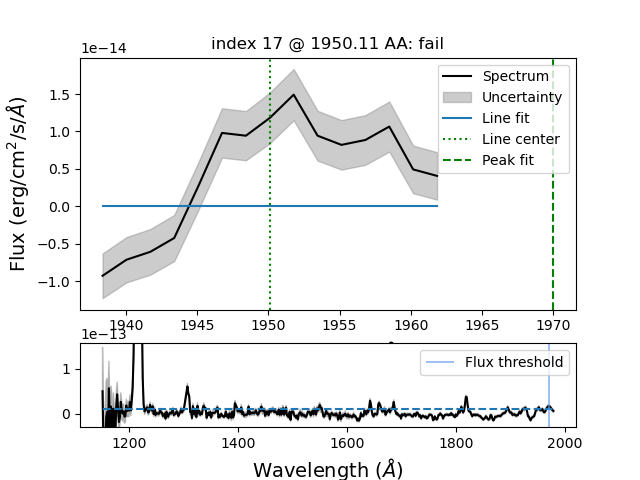 index 17 @ 1950.11 AA: fail
1e−14
Flux (erg/cm²/s/Å)
1.5
1.0
0.5
0.0
−0.5
−1.0
Spectrum
Uncertainty
Line fit
Line center
Peak fit
1940 1945 1950 1955 1960 1965 1970
1e−13
1
0
Flux threshold
1200 1400 1600 1800 2000
Wavelength (Å)